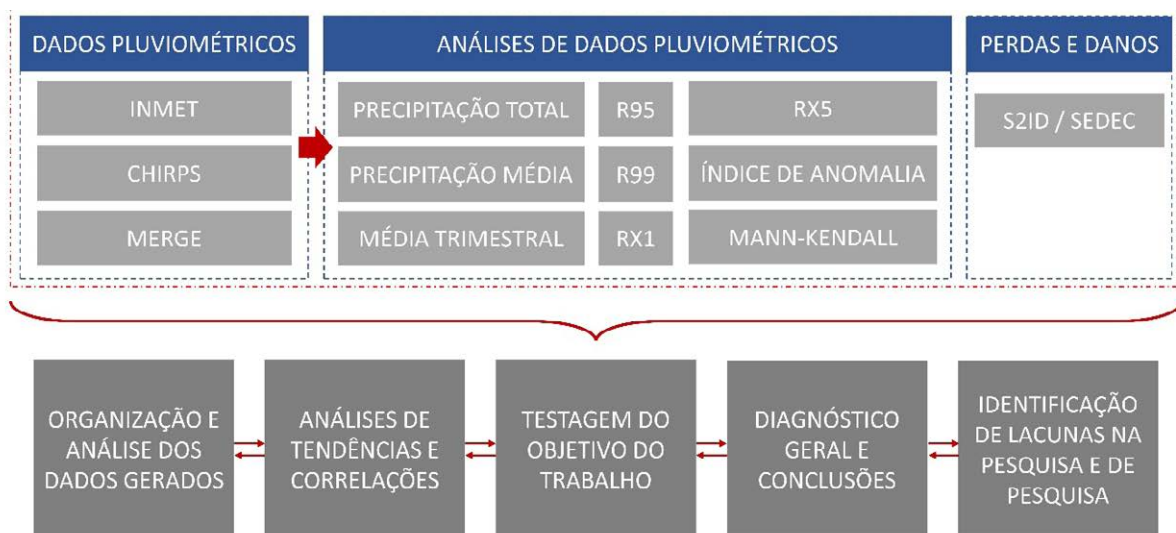 DADOS PLUVIOMÉTRICOS
INMET
CHIRPS
MERGE
ANÁLISES DE DADOS PLUVIOMÉTRICOS
PRECIPITAÇÃO TOTAL
R95
RX5
PRECIPITAÇÃO MÉDIA
R99
ÍNDICE DE ANOMALIA
MÉDIA TRIMESTRAL
RX1
MANN-KENDALL
PERDAS E DANOS
S2ID / SEDEC
ORGANIZAÇÃO E
ANÁLISE DOS
DADOS GERADOS
ANÁLISES DE
TENDÊNCIAS E
CORRELAÇÕES
TESTAGEM DO
OBJETIVO DO
TRABALHO
DIAGNÓSTICO
GERAL E
CONCLUSÕES
IDENTIFICAÇÃO
DE LACUNAS NA
PESQUISA E DE
PESQUISA